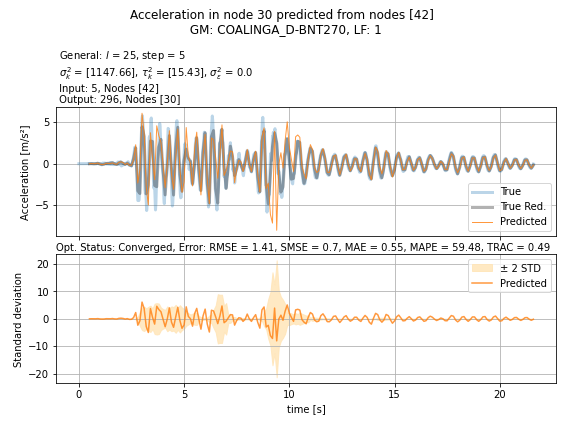 Acceleration in node 30 predicted from nodes [42]
GM: COALINGA_D-BNT270, LF: 1
General: l = 25, step = 5
σ²ₖ = [1147.66], τ²ₖ = [15.43], σ²ε = 0.0
Input: 5, Nodes [42]
Output: 296, Nodes [30]
Acceleration [m/s²]
5
0
−5
True
True Red.
Predicted
Opt. Status: Converged, Error: RMSE = 1.41, SMSE = 0.7, MAE = 0.55, MAPE = 59.48, TRAC = 0.49
Standard deviation
20
10
0
−10
−20
± 2 STD
Predicted
0 5 10 15 20
time [s]